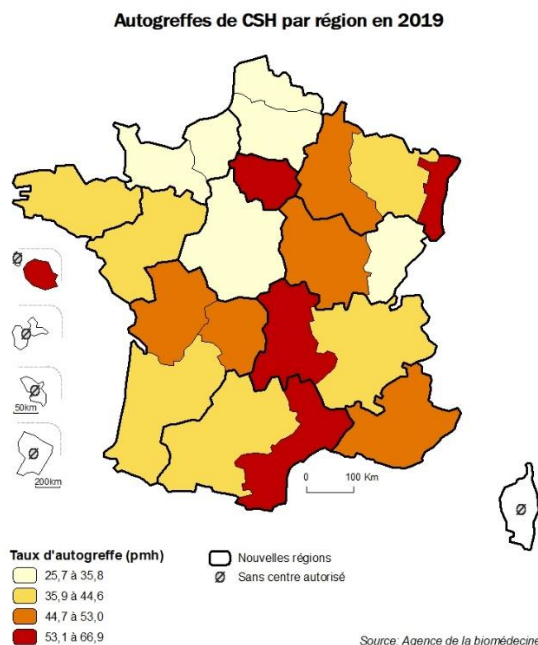 Autogreffes de CSH par région en 2019
50km
200km
0 100 Km
Taux d'autogreffe (pmh)
25,7 à 35,8
35,9 à 44,6
44,7 à 53,0
53,1 à 66,9
Nouvelles régions
Sans centre autorisé
Source: Agence de la biomédecine